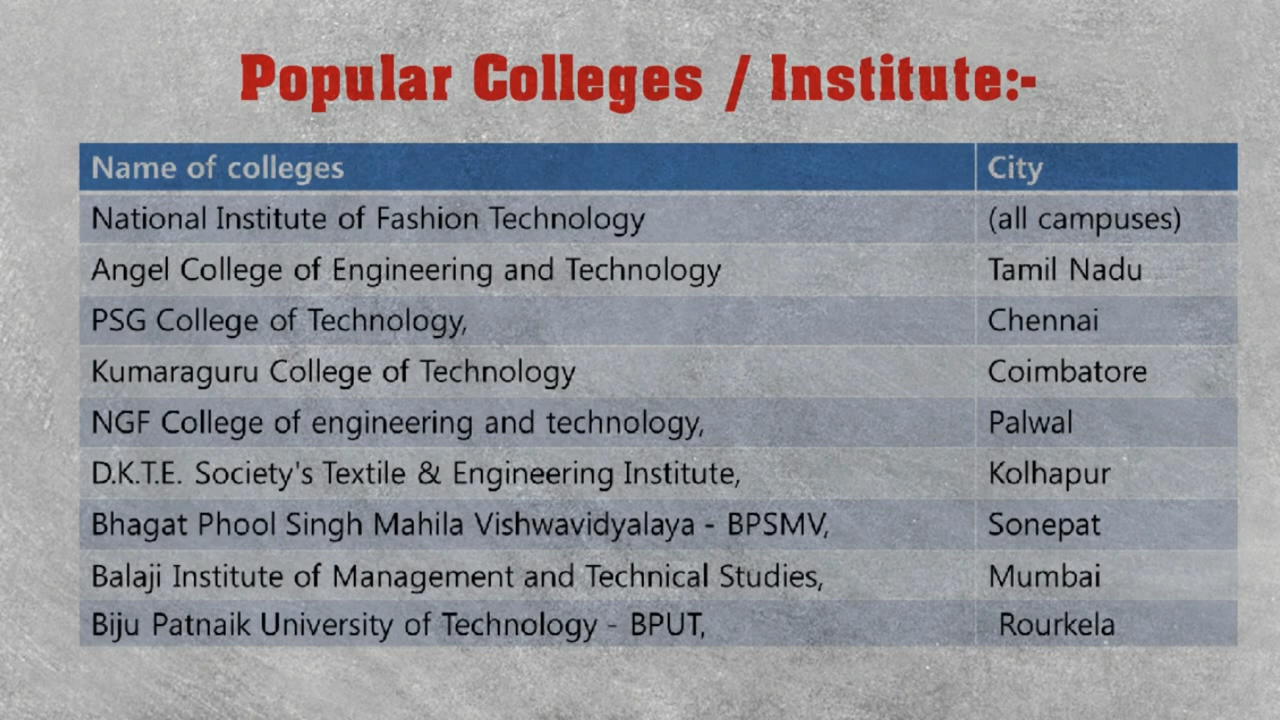 Popular Colleges / Institute:-
Name of colleges City
National Institute of Fashion Technology (all campuses)
Angel College of Engineering and Technology Tamil Nadu
PSG College of Technology, Chennai
Kumaraguru College of Technology Coimbatore
NGF College of engineering and technology, Palwal
D.K.T.E. Society's Textile & Engineering Institute, Kolhapur
Bhagat Phool Singh Mahila Vishwavidyalaya - BPSMV, Sonepat
Balaji Institute of Management and Technical Studies, Mumbai
Biju Patnaik University of Technology - BPUT, Rourkela